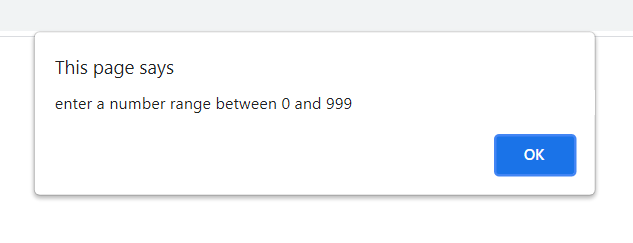 This page says
enter a number range between 0 and 999
OK